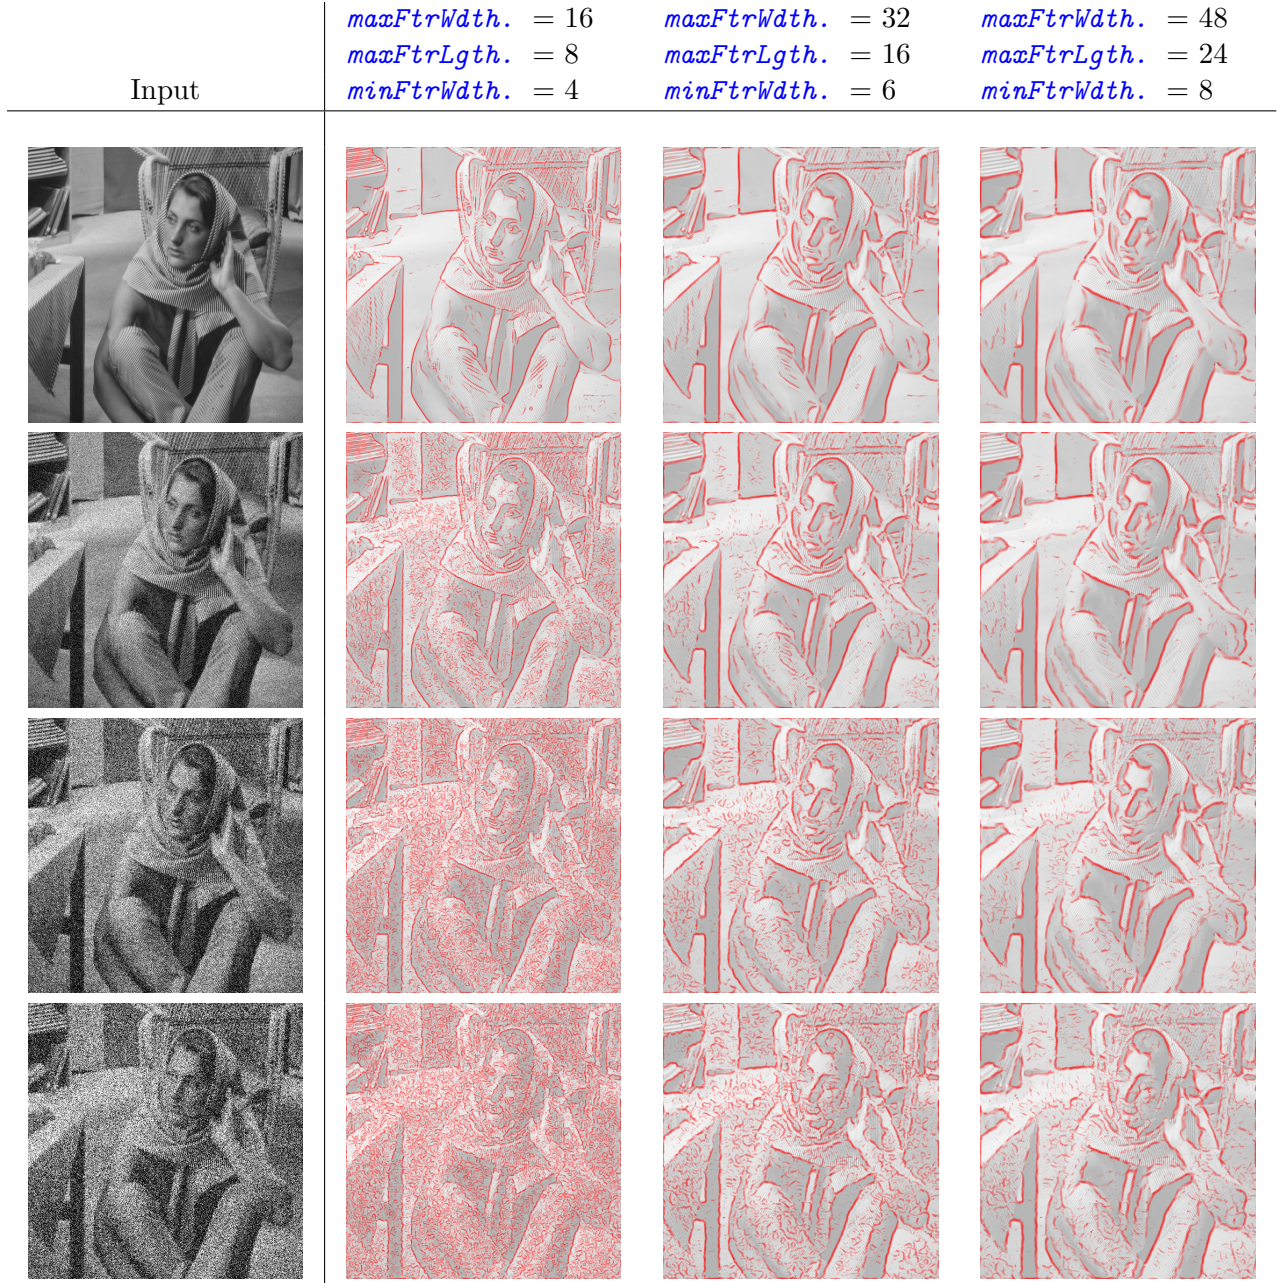 maxFtrWdth. = 16 maxFtrWdth. = 32 maxFtrWdth. = 48
maxFtrLgth. = 8 maxFtrLgth. = 16 maxFtrLgth. = 24
Input minFtrWdth. = 4 minFtrWdth. = 6 minFtrWdth. = 8